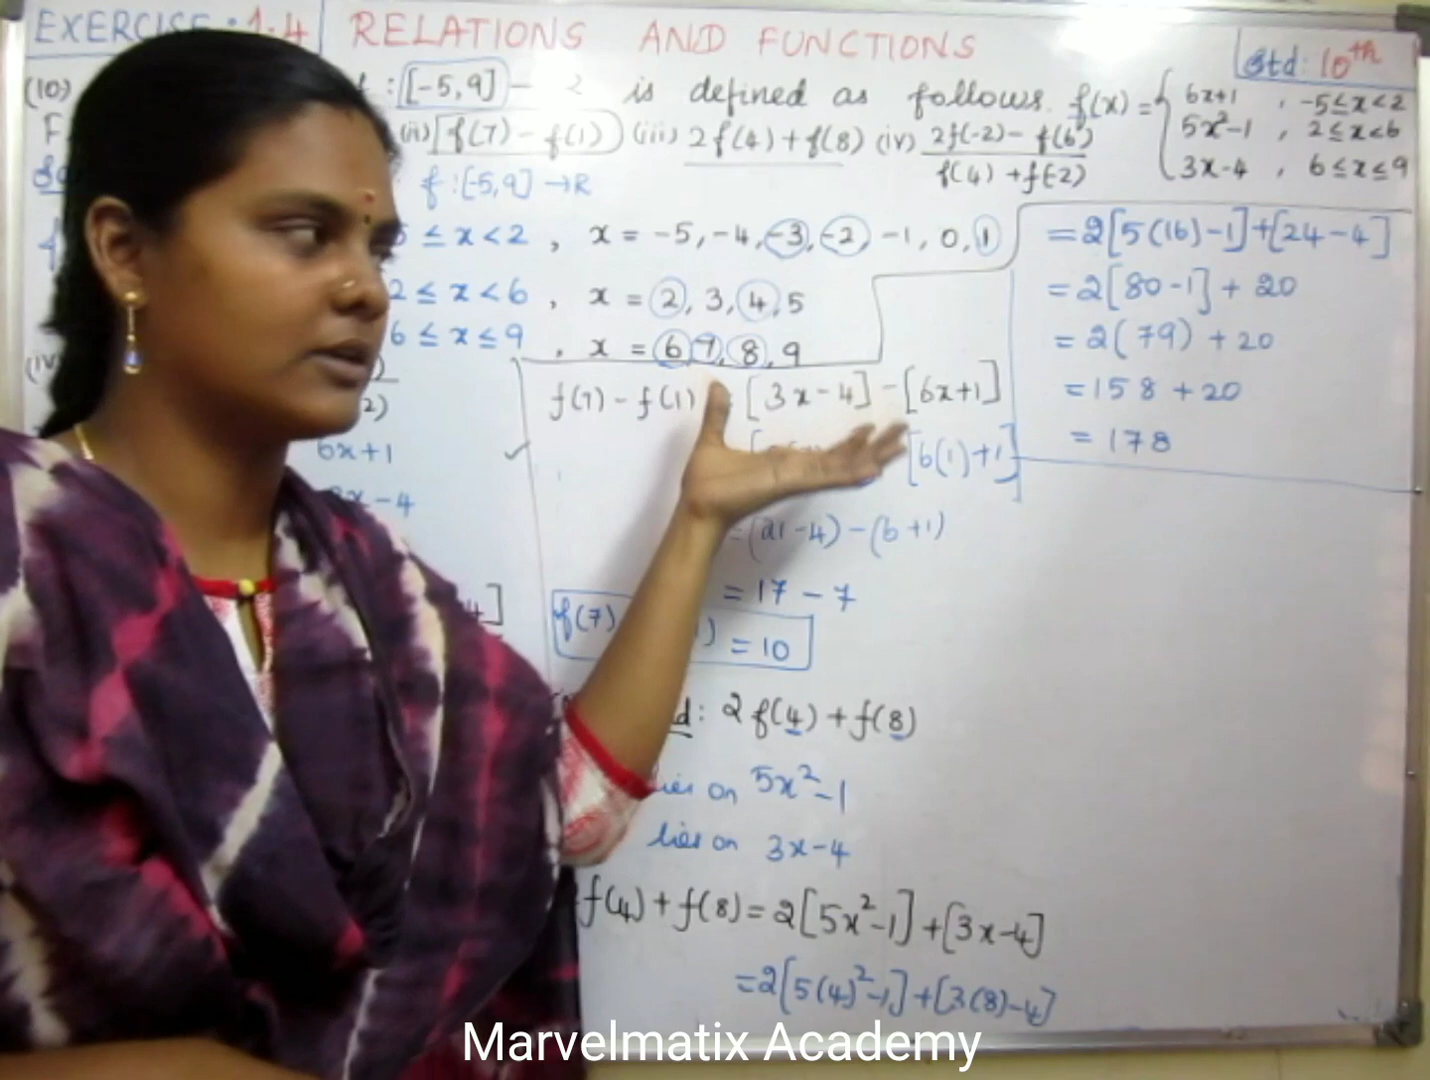 EXERCISE: 1.4 RELATIONS AND FUNCTIONS
Std: 10th
(10) : [-5,9] is defined as follows. f(x) = { 6x+1 , -5≤x<2
5x²-1 , 2≤x<6
3x-4 , 6≤x≤9
(ii) f(7) - f(1) (iii) 2f(4) + f(8) (iv) 2f(-2) - f(6) / f(4) + f(-2)
f : [-5,9] → R
≤ x < 2 , x = -5, -4, -3, -2, -1, 0, 1
2 ≤ x < 6 , x = 2, 3, 4, 5
6 ≤ x ≤ 9 , x = 6, 7, 8, 9
6x+1
x - 4
4]
f(7) - f(1) = [3x-4] - [6x+1]
[6(1)+1]
= (21-4) - (6+1)
= 17 - 7
f(7) ) = 10
d: 2f(4) + f(8)
lies on 5x²-1
lies on 3x-4
f(4) + f(8) = 2[5x²-1] + [3x-4]
= 2[5(4)²-1] + [3(8)-4]
= 2[5(16)-1] + [24-4]
= 2[80-1] + 20
= 2(79) + 20
= 158 + 20
= 178
Marvelmatix Academy